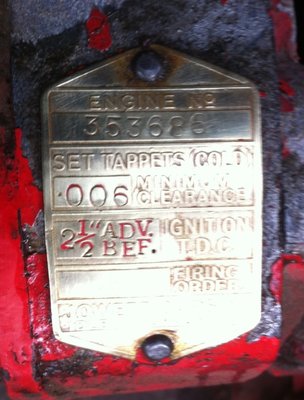 ENGINE No
353686
SET TAPPETS (COLD)
.006 MINIMUM CLEARANCE
2½" ADV. BEF. IGNITION T.D.C.
FIRING ORDER